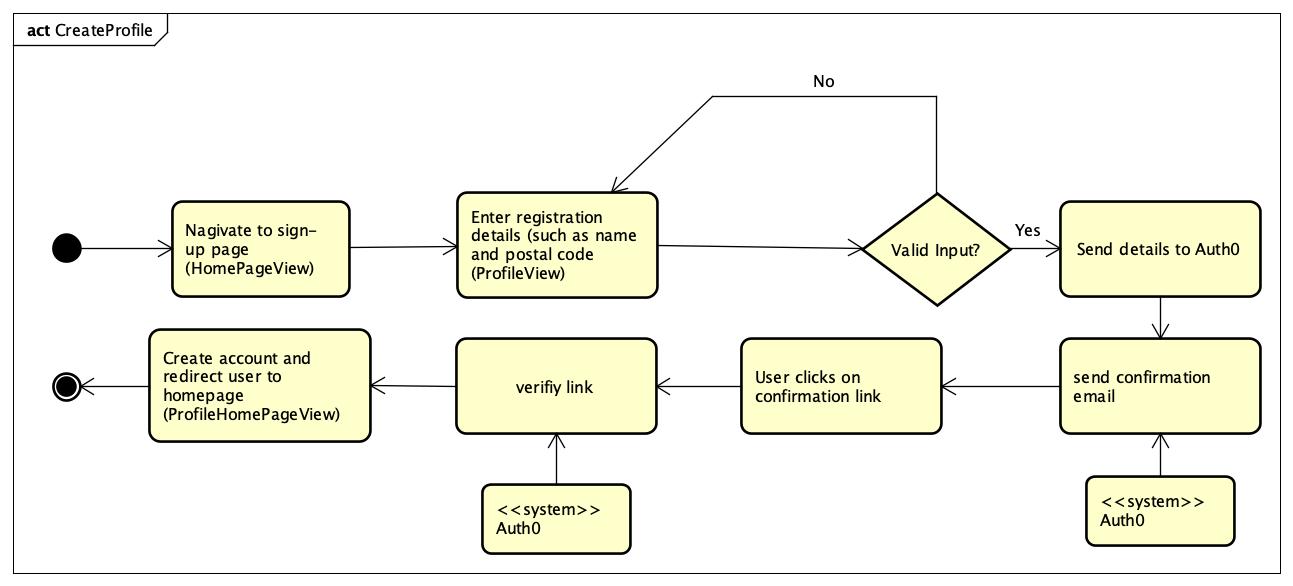 act CreateProfile
No
Nagivate to sign-
up page
(HomePageView)
Enter registration
details (such as name
and postal code
(ProfileView)
Valid Input?
Yes
Send details to Auth0
Create account and
redirect user to
homepage
(ProfileHomePageView)
verifiy link
User clicks on
confirmation link
send confirmation
email
<<system>>
Auth0
<<system>>
Auth0